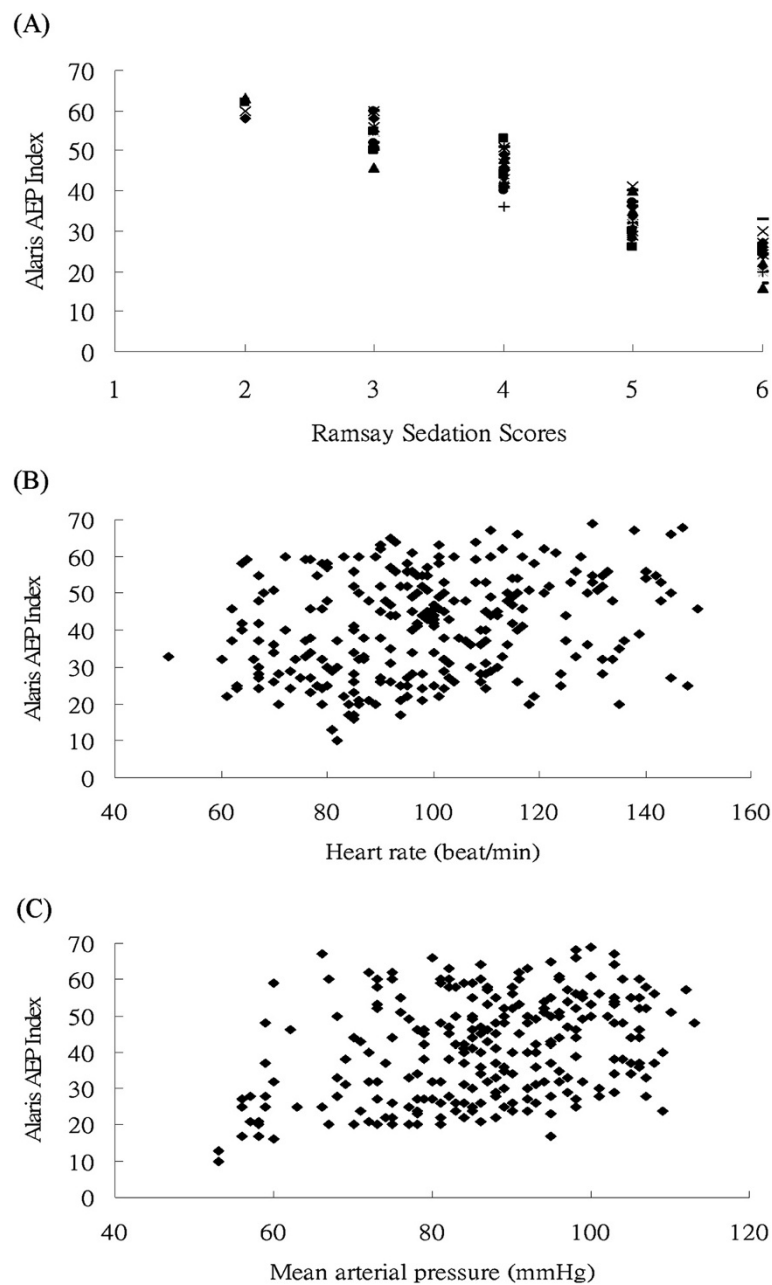 (A)
Alaris AEP Index
70
60
50
40
30
20
10
0
1 2 3 4 5 6
Ramsay Sedation Scores
(B)
Alaris AEP Index
70
60
50
40
30
20
10
0
40 60 80 100 120 140 160
Heart rate (beat/min)
(C)
Alaris AEP Index
70
60
50
40
30
20
10
0
40 60 80 100 120
Mean arterial pressure (mmHg)